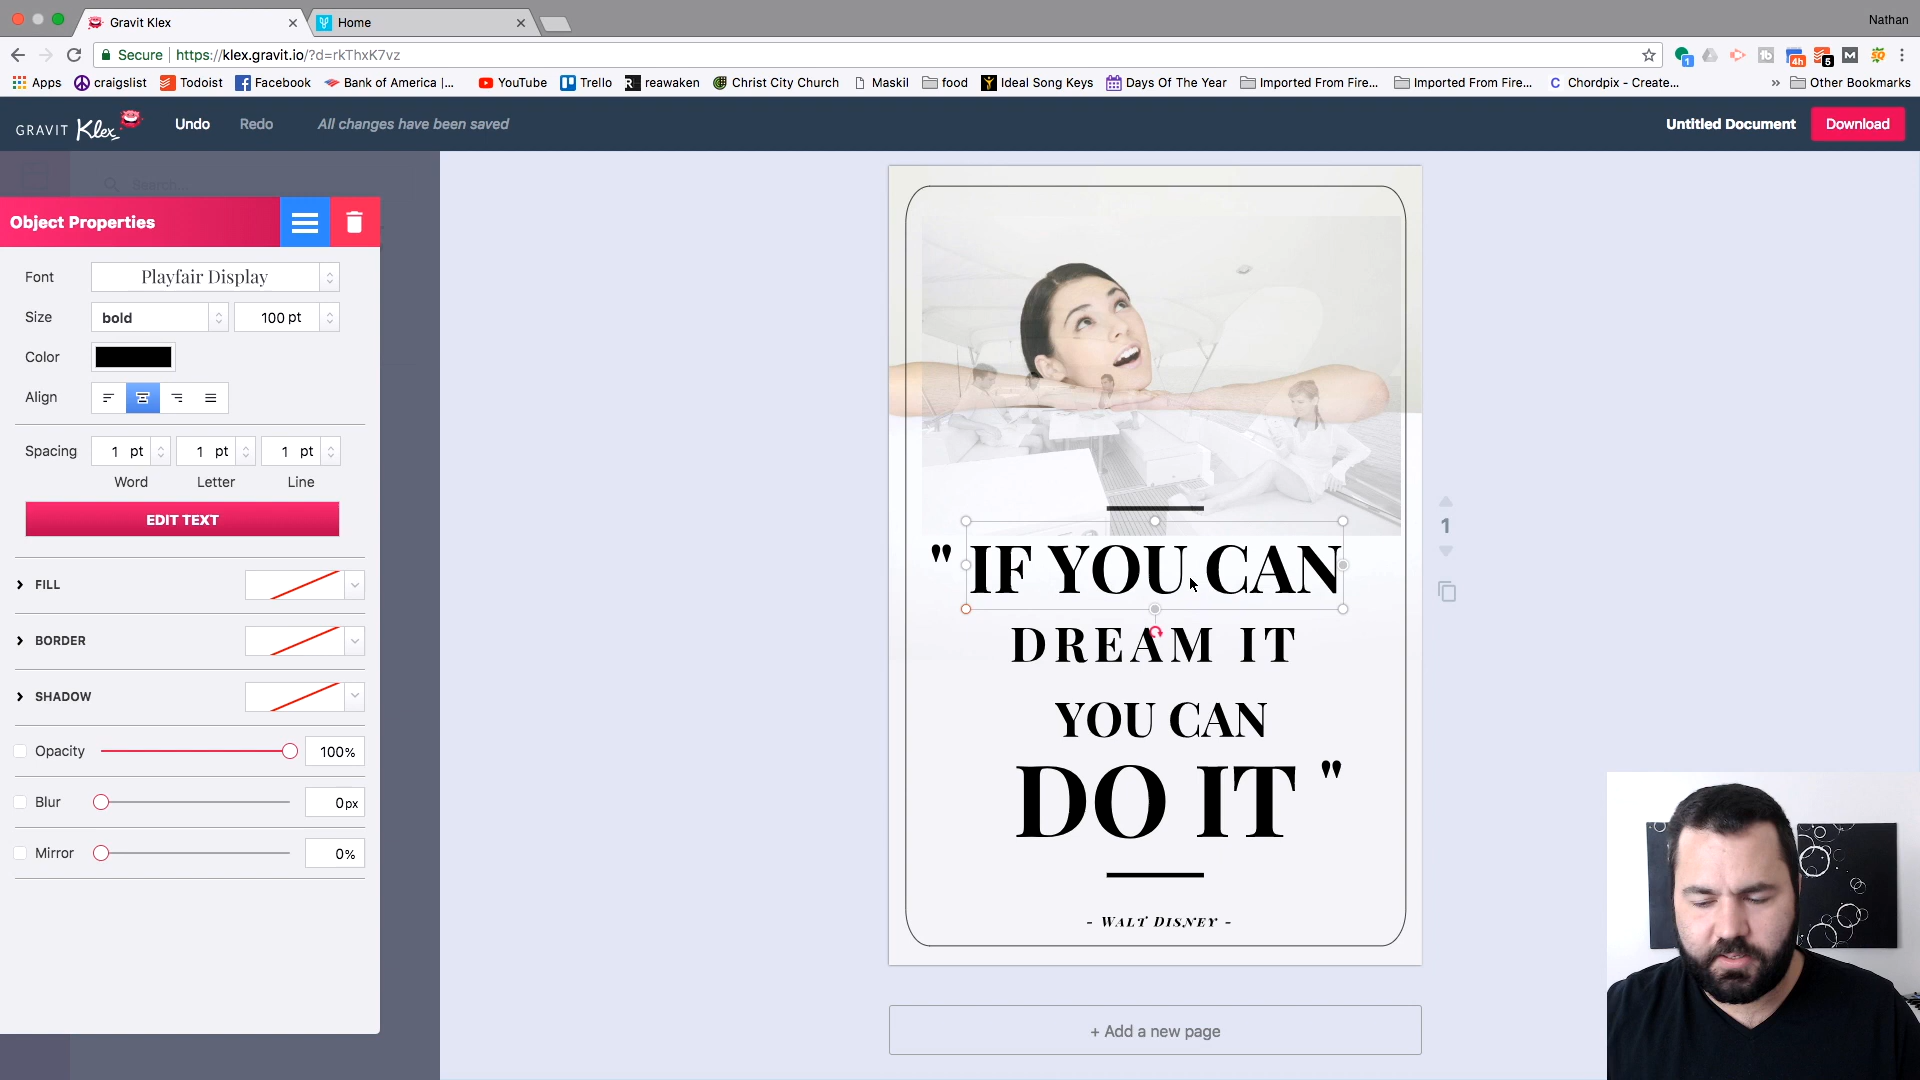 Gravit Klex
Home
Nathan
Secure
https://klex.gravit.io/?d=rkThxK7vz
1
4h
5
Apps
craigslist
Todoist
Facebook
Bank of America |...
YouTube
Trello
reawaken
Christ City Church
Maskil
food
Ideal Song Keys
Days Of The Year
Imported From Fire...
Imported From Fire...
Chordpix - Create...
»
Other Bookmarks
GRAVIT Klex
Undo
Redo
All changes have been saved
Untitled Document
Download
Search...
Object Properties
Font
Playfair Display
Size
bold
100 pt
Color
Align
Spacing
1 pt
1 pt
1 pt
Word
Letter
Line
EDIT TEXT
FILL
BORDER
SHADOW
Opacity
100%
Blur
0px
Mirror
0%
" IF YOU CAN
DREAM IT
YOU CAN
DO IT "
- Walt Disney -
1
+ Add a new page